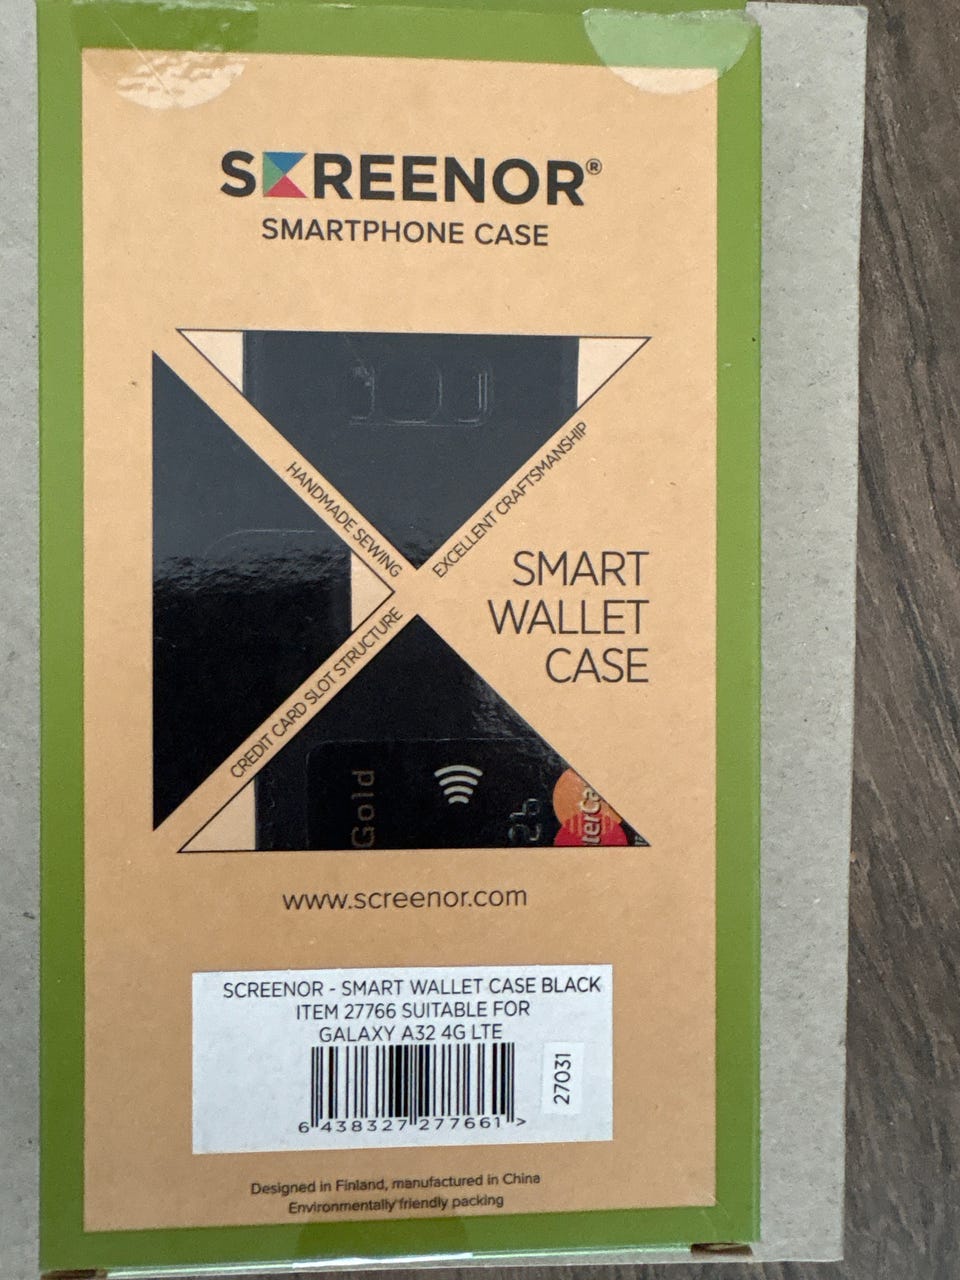 SCREENOR®
SMARTPHONE CASE
HANDMADE SEWING
EXCELLENT CRAFTSMANSHIP
SMART
WALLET
CASE
CREDIT CARD SLOT STRUCTURE
Gold
www.screenor.com
SCREENOR - SMART WALLET CASE BLACK
ITEM 27766 SUITABLE FOR
GALAXY A32 4G LTE
27031
6 438327 277661 >
Designed in Finland, manufactured in China
Environmentally friendly packing